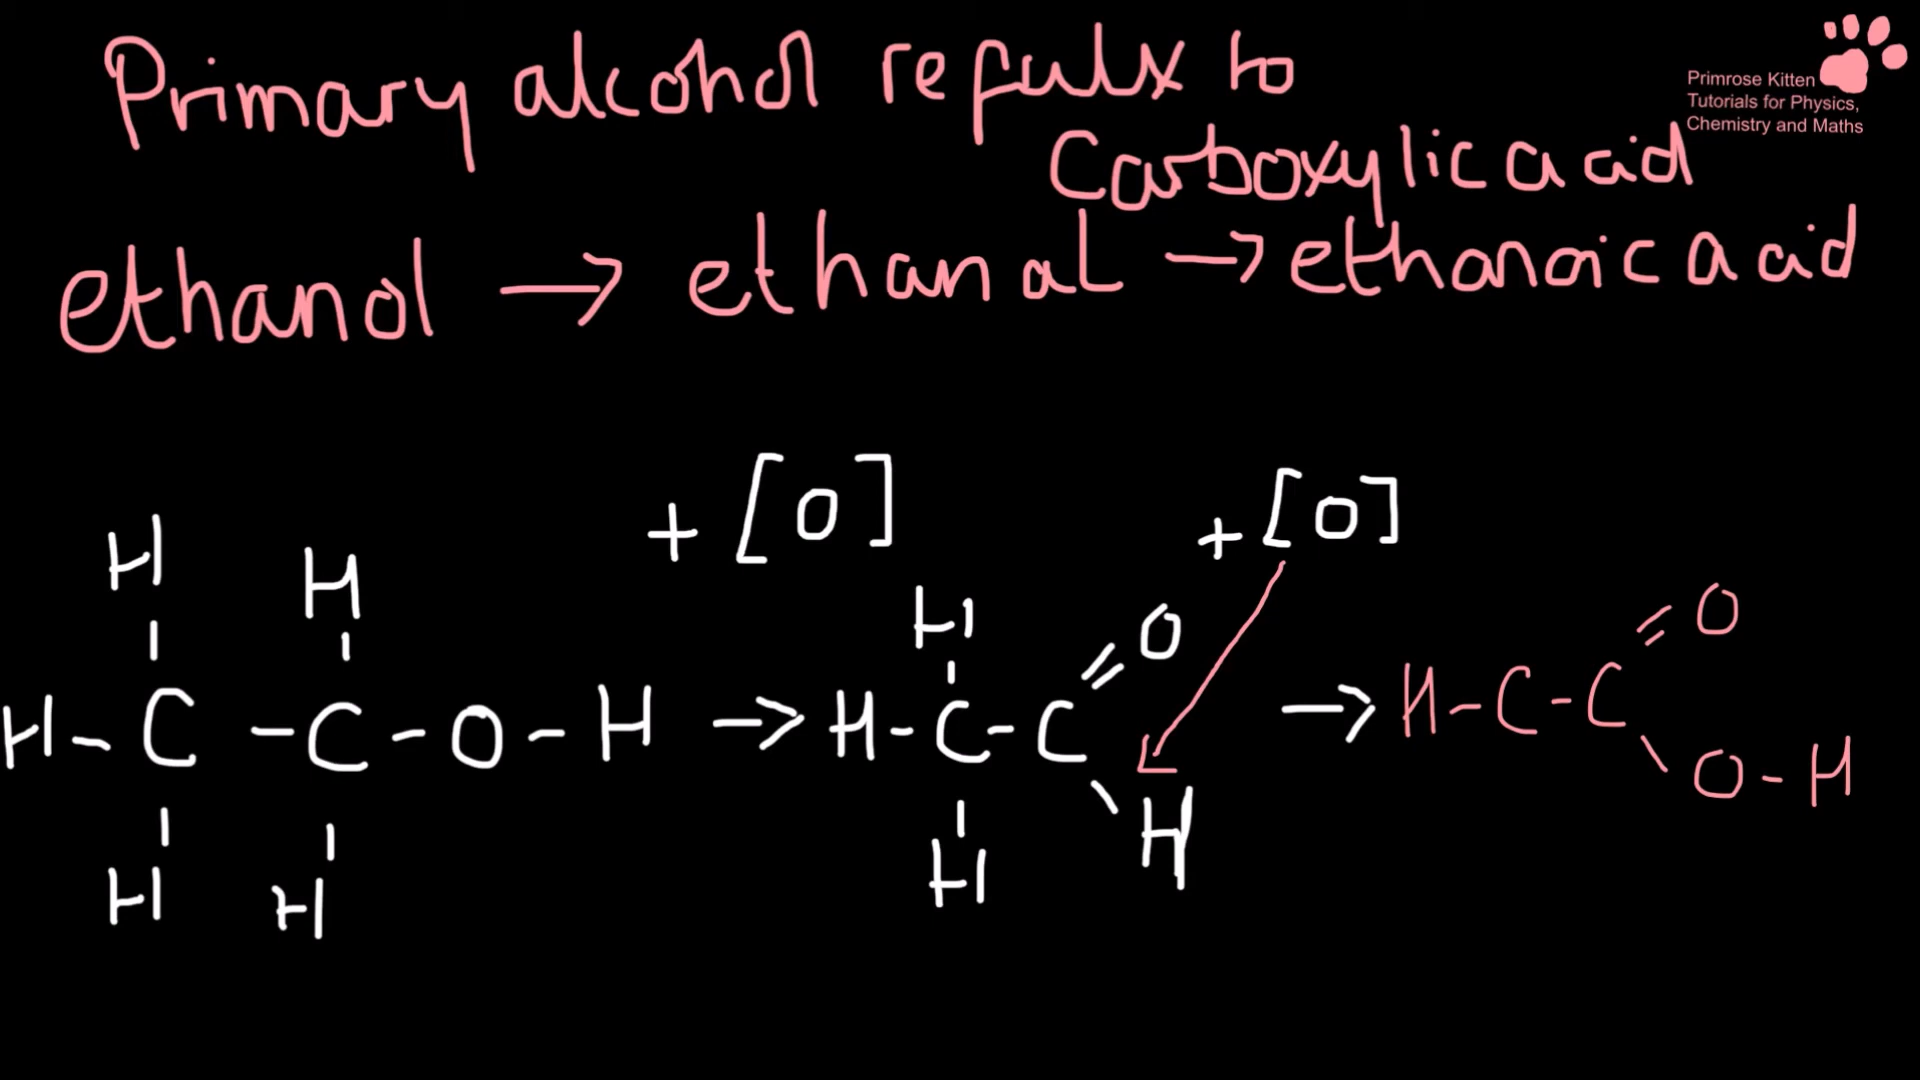 Primary alcohol refulx to
Carboxylic acid
Primrose Kitten
Tutorials for Physics,
Chemistry and Maths
ethanol → ethanal → ethanoic acid
+ [O] + [O]
H H H O O
H - C - C - O - H → H - C - C = O → H - C - C = O
H H H H O - H